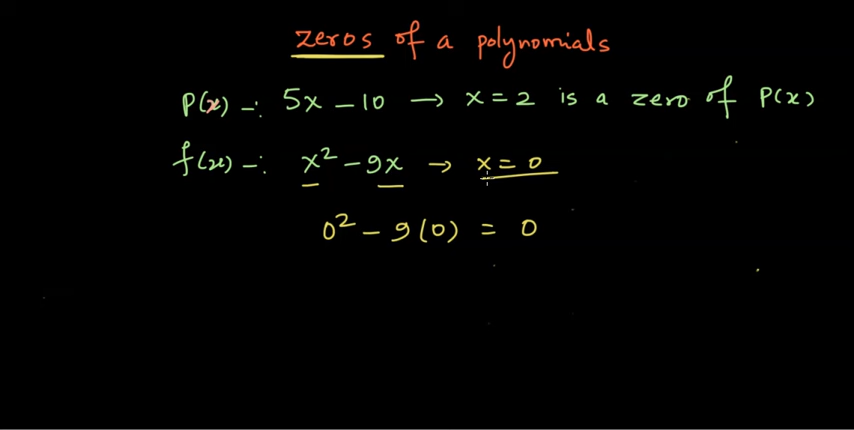 zeros of a polynomials
P(x) -: 5x - 10 → x = 2 is a zero of P(x)
f(x) -: x² - 9x → x = 0
0² - 9(0) = 0